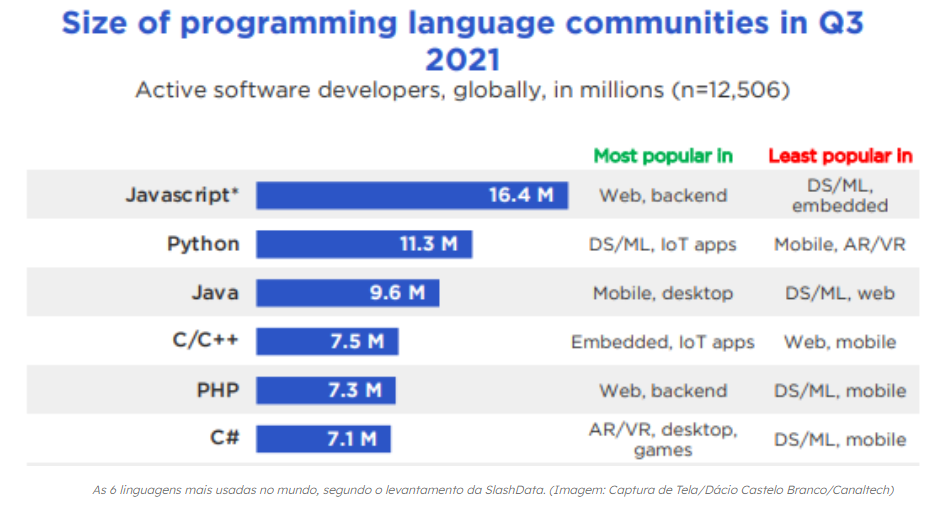 Size of programming language communities in Q3
2021
Active software developers, globally, in millions (n=12,506)
Most popular in Least popular in
Javascript* 16.4 M Web, backend DS/ML,
embedded
Python 11.3 M DS/ML, IoT apps Mobile, AR/VR
Java 9.6 M Mobile, desktop DS/ML, web
C/C++ 7.5 M Embedded, IoT apps Web, mobile
PHP 7.3 M Web, backend DS/ML, mobile
C# 7.1 M AR/VR, desktop,
games DS/ML, mobile
As 6 linguagens mais usadas no mundo, segundo o levantamento da SlashData. (Imagem: Captura de Tela/Dácio Castelo Branco/Canaltech)